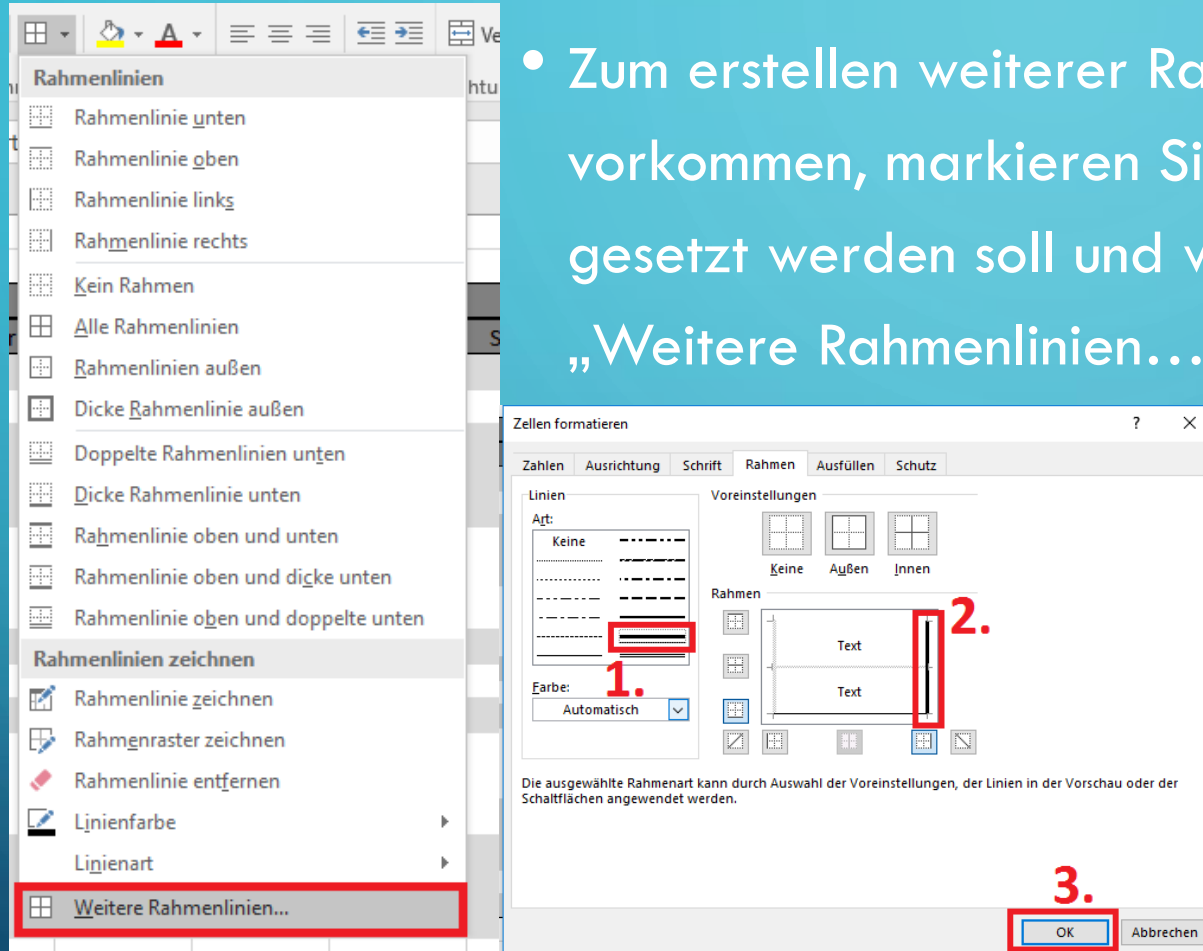 Ve
Rahmenlinien
htu
Rahmenlinie unten
Rahmenlinie oben
Rahmenlinie links
Rahmenlinie rechts
Kein Rahmen
Alle Rahmenlinien
Rahmenlinien außen
Dicke Rahmenlinie außen
Doppelte Rahmenlinien unten
Dicke Rahmenlinie unten
Rahmenlinie oben und unten
Rahmenlinie oben und dicke unten
Rahmenlinie oben und doppelte unten
Rahmenlinien zeichnen
Rahmenlinie zeichnen
Rahmenraster zeichnen
Rahmenlinie entfernen
Linienfarbe
Linienart
Weitere Rahmenlinien...
• Zum erstellen weiterer Ra
vorkommen, markieren Si
gesetzt werden soll und v
„Weitere Rahmenlinien…
Zellen formatieren ? X
Zahlen Ausrichtung Schrift Rahmen Ausfüllen Schutz
Linien
Art:
Keine
1.
Farbe:
Automatisch
Voreinstellungen
Keine Außen Innen
Rahmen
Text
Text
2.
Die ausgewählte Rahmenart kann durch Auswahl der Voreinstellungen, der Linien in der Vorschau oder der
Schaltflächen angewendet werden.
3.
OK Abbrechen